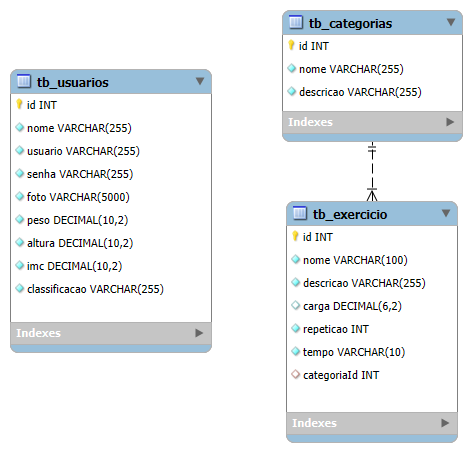 tb_usuarios
id INT
nome VARCHAR(255)
usuario VARCHAR(255)
senha VARCHAR(255)
foto VARCHAR(5000)
peso DECIMAL(10,2)
altura DECIMAL(10,2)
imc DECIMAL(10,2)
classificacao VARCHAR(255)
Indexes
tb_categorias
id INT
nome VARCHAR(255)
descricao VARCHAR(255)
Indexes
tb_exercicio
id INT
nome VARCHAR(100)
descricao VARCHAR(255)
carga DECIMAL(6,2)
repeticao INT
tempo VARCHAR(10)
categoriaId INT
Indexes